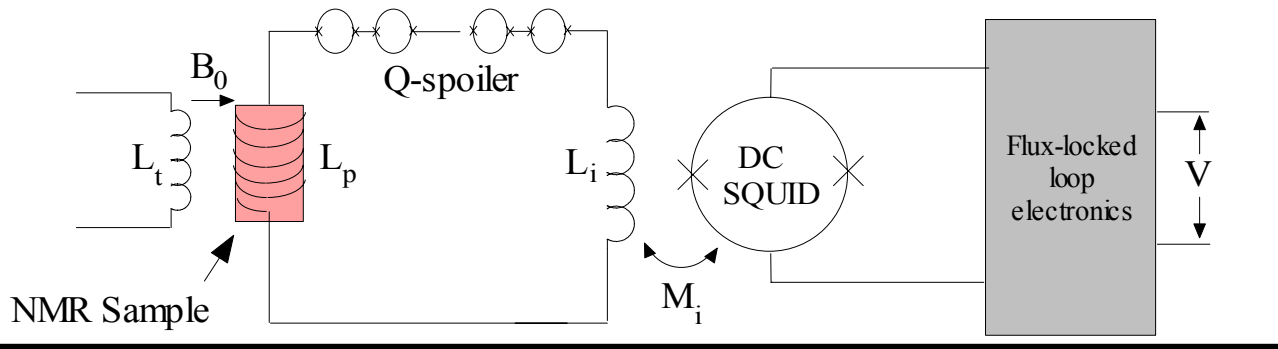 B₀
Q-spoiler
Lₜ
Lₚ
Lᵢ
DC
SQUID
Flux-locked
loop
electronics
V
NMR Sample
Mᵢ